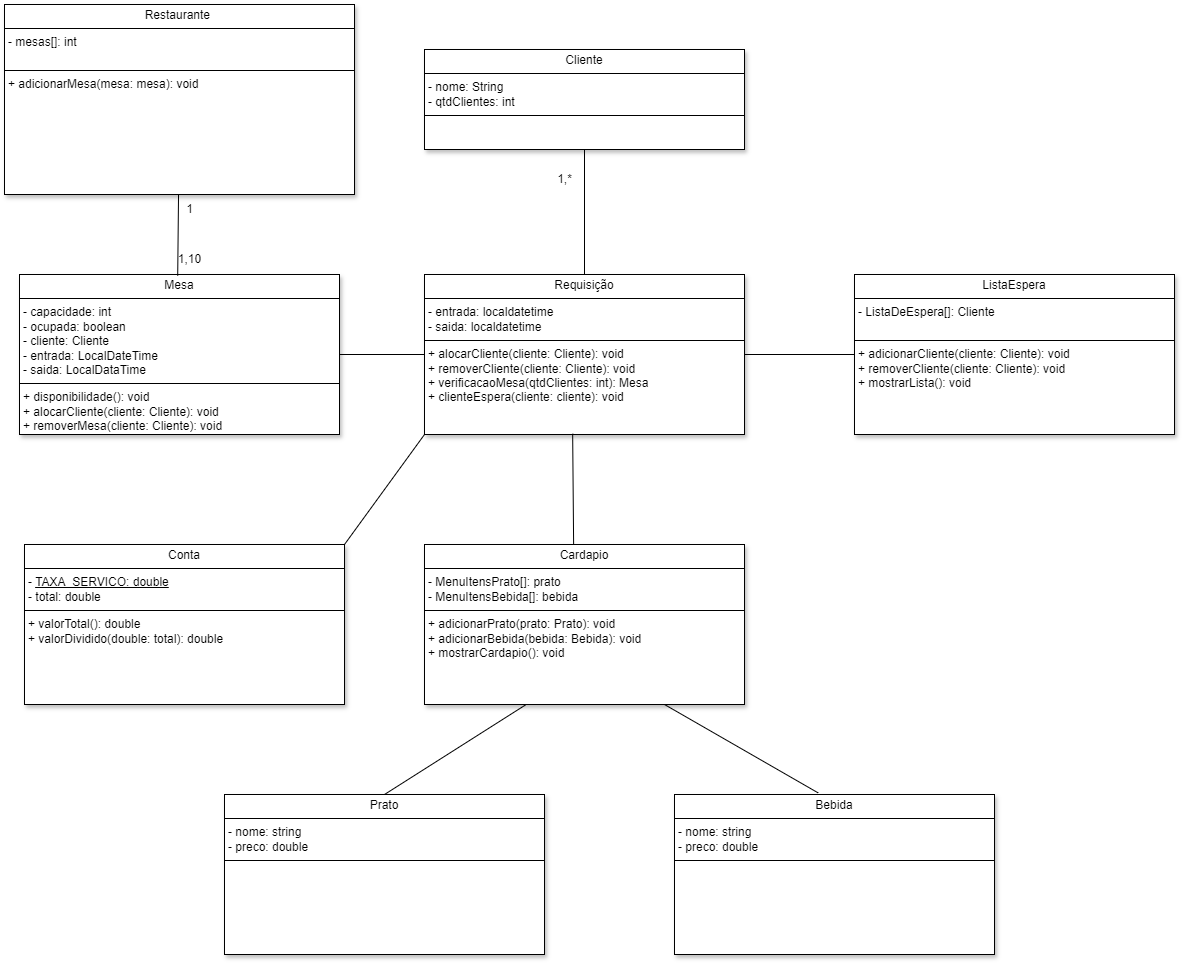 Restaurante
- mesas[]: int
+ adicionarMesa(mesa: mesa): void
Cliente
- nome: String
- qtdClientes: int
1,*
1
1,10
Mesa
- capacidade: int
- ocupada: boolean
- cliente: Cliente
- entrada: LocalDateTime
- saida: LocalDataTime
+ disponibilidade(): void
+ alocarCliente(cliente: Cliente): void
+ removerMesa(cliente: Cliente): void
Requisição
- entrada: localdatetime
- saida: localdatetime
+ alocarCliente(cliente: Cliente): void
+ removerCliente(cliente: Cliente): void
+ verificacaoMesa(qtdClientes: int): Mesa
+ clienteEspera(cliente: cliente): void
ListaEspera
- ListaDeEspera[]: Cliente
+ adicionarCliente(cliente: Cliente): void
+ removerCliente(cliente: Cliente): void
+ mostrarLista(): void
Conta
- TAXA_SERVICO: double
- total: double
+ valorTotal(): double
+ valorDividido(double: total): double
Cardapio
- MenuItensPrato[]: prato
- MenuItensBebida[]: bebida
+ adicionarPrato(prato: Prato): void
+ adicionarBebida(bebida: Bebida): void
+ mostrarCardapio(): void
Prato
- nome: string
- preco: double
Bebida
- nome: string
- preco: double